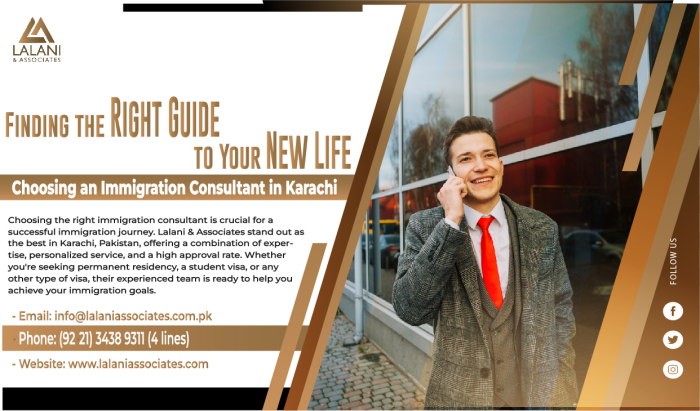 LALANI
& ASSOCIATES
FINDING THE RIGHT GUIDE
TO YOUR NEW LIFE
Choosing an Immigration Consultant in Karachi
Choosing the right immigration consultant is crucial for a
successful immigration journey. Lalani & Associates stand out as
the best in Karachi, Pakistan, offering a combination of exper-
tise, personalized service, and a high approval rate. Whether
you're seeking permanent residency, a student visa, or any
other type of visa, their experienced team is ready to help you
achieve your immigration goals.
- Email: info@lalaniassociates.com.pk
- Phone: (92 21) 3438 9311 (4 lines)
- Website: www.lalaniassociates.com
FOLLOW US